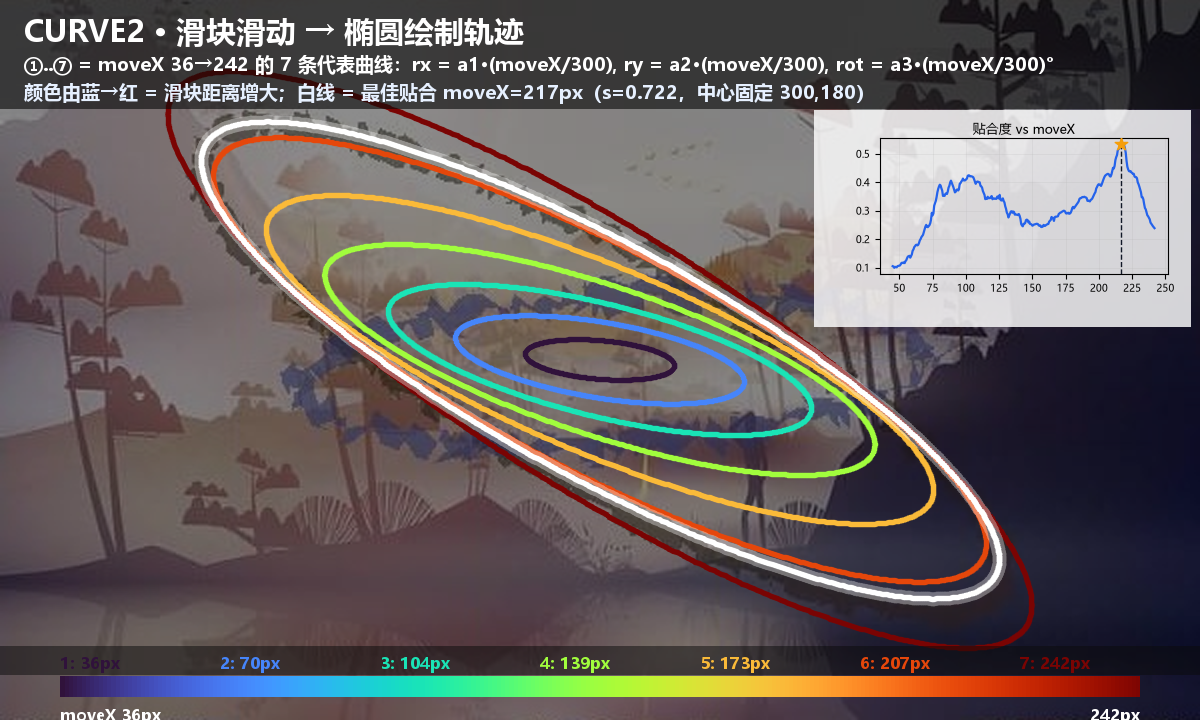 CURVE2 • 滑块滑动 → 椭圆绘制轨迹
①..⑦ = moveX 36→242 的 7 条代表曲线：rx = a1•(moveX/300), ry = a2•(moveX/300), rot = a3•(moveX/300)°
颜色由蓝→红 = 滑块距离增大；白线 = 最佳贴合 moveX=217px（s=0.722，中心固定 300,180）
贴合度 vs moveX
0.5
0.4
0.3
0.2
0.1
50 75 100 125 150 175 200 225 250
1: 36px 2: 70px 3: 104px 4: 139px 5: 173px 6: 207px 7: 242px
moveX 36px 242px